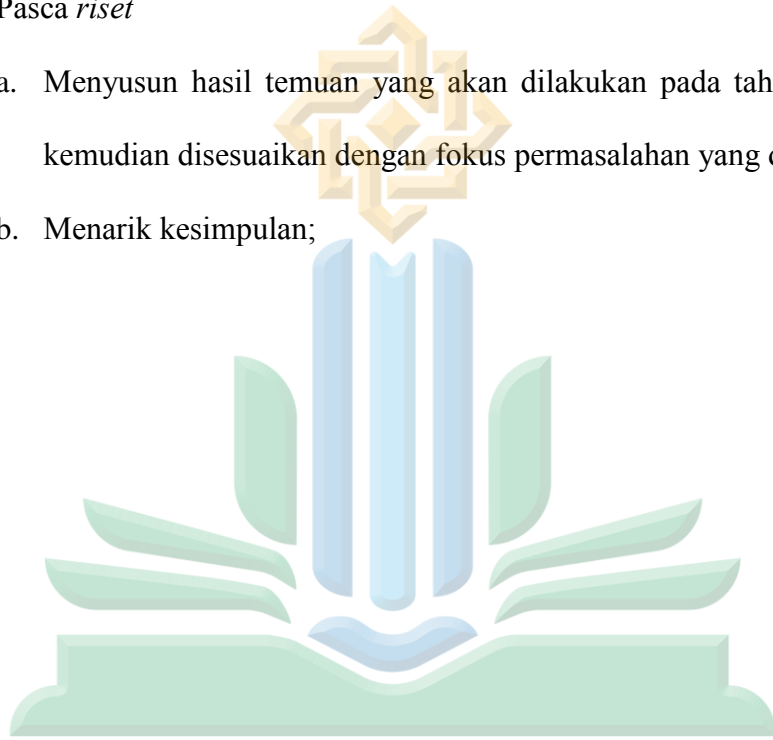 Pasca riset
a. Menyusun hasil temuan yang akan dilakukan pada
kemudian disesuaikan dengan fokus permasalahan yang
b. Menarik kesimpulan;